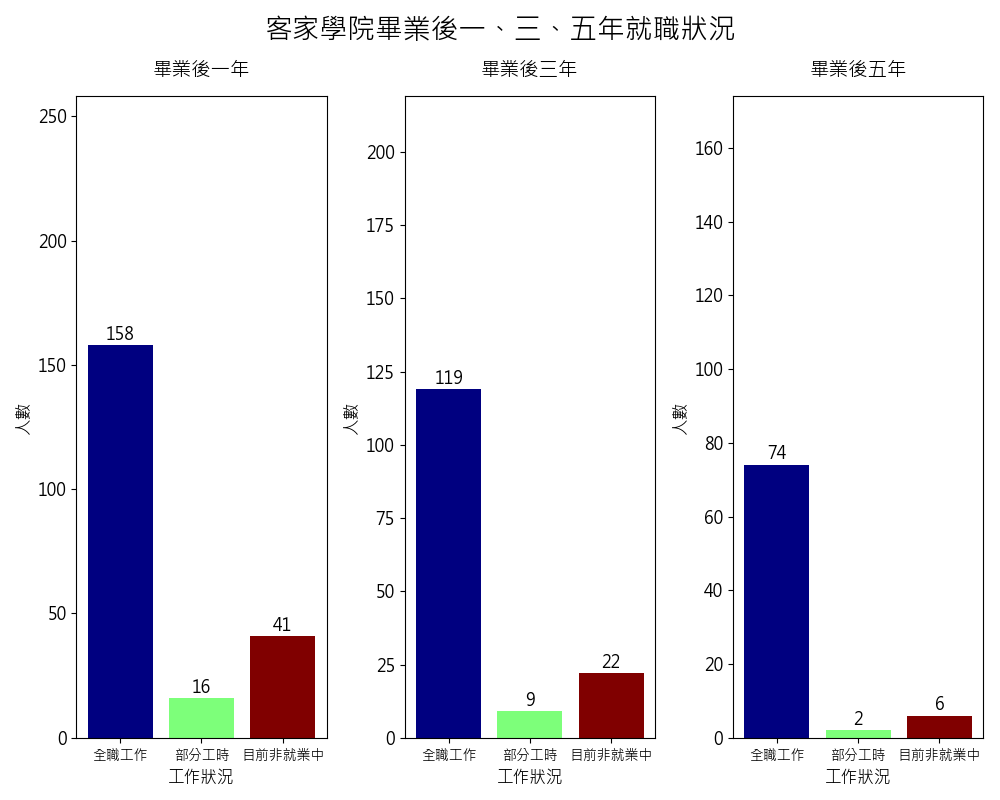 客家學院畢業後一、三、五年就職狀況
畢業後一年
250
200
150
100
50
0
人數
158
16
41
全職工作
部分工時
目前非就業中
工作狀況
畢業後三年
200
175
150
125
100
75
50
25
0
人數
119
9
22
全職工作
部分工時
目前非就業中
工作狀況
畢業後五年
160
140
120
100
80
60
40
20
0
人數
74
2
6
全職工作
部分工時
目前非就業中
工作狀況